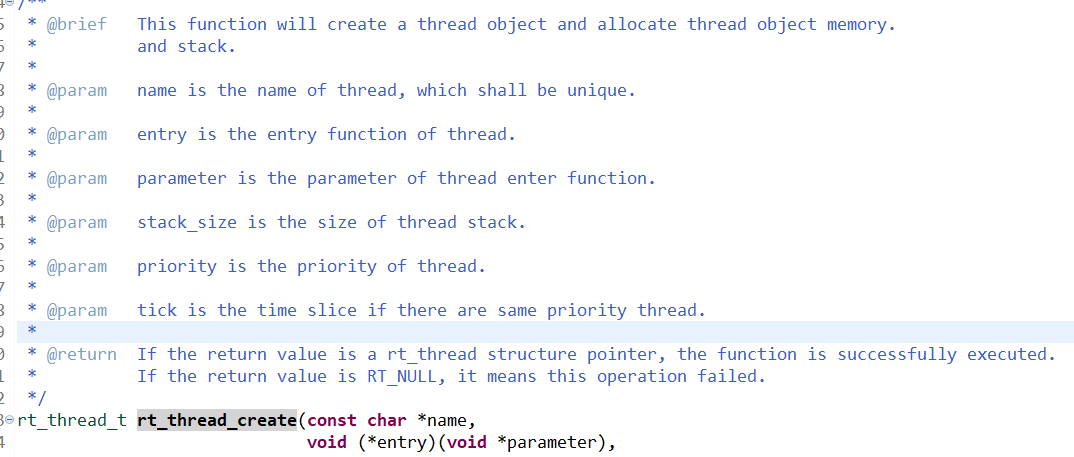 /**
 * @brief   This function will create a thread object and allocate thread object memory.
 *          and stack.
 *
 * @param   name is the name of thread, which shall be unique.
 *
 * @param   entry is the entry function of thread.
 *
 * @param   parameter is the parameter of thread enter function.
 *
 * @param   stack_size is the size of thread stack.
 *
 * @param   priority is the priority of thread.
 *
 * @param   tick is the time slice if there are same priority thread.
 *
 * @return  If the return value is a rt_thread structure pointer, the function is successfully executed.
 *          If the return value is RT_NULL, it means this operation failed.
 */
rt_thread_t rt_thread_create(const char *name,
                             void (*entry)(void *parameter),